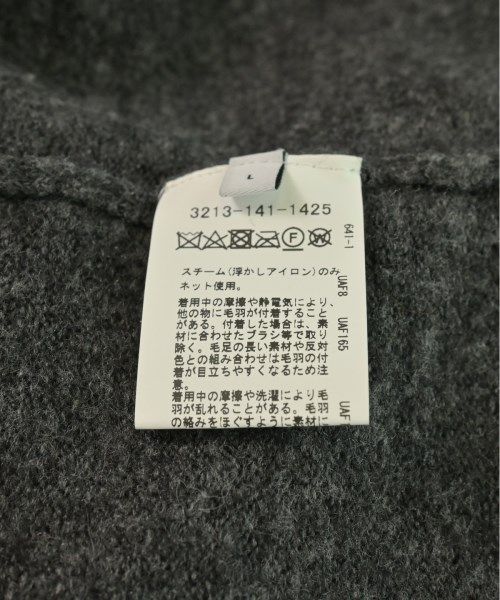 L
3213-141-1425
F W
スチーム(浮かしアイロン)のみ
ネット使用。
着用中の摩擦や静電気により、
他の物に毛羽が付着すること
がある。付着した場合は、素
材に合わせたブラシ等で取り
除く。毛足の長い素材や反対
色との組み合わせは毛羽の付
着が目立ちやすくなるため注
意。
着用中の摩擦や洗濯により毛
羽が乱れることがある。毛羽
の絡みをほぐすように素材に
641-1
UAF8
UAF165
UAF